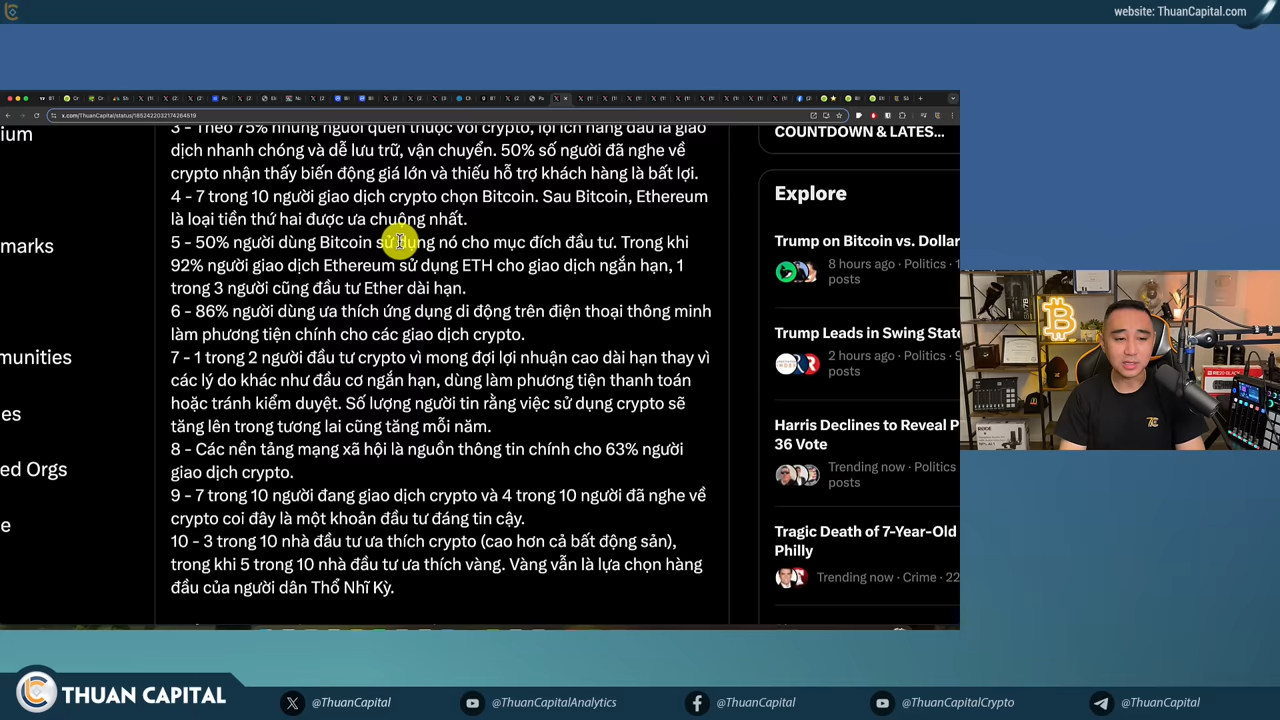 website: ThuanCapital.com
x.com/ThuanCapital/status/1852422032174264519
ium
marks
munities
es
ed Orgs
e
3 - Theo 75% những người quen thuộc với crypto, lợi ích hàng đầu là giao
dịch nhanh chóng và dễ lưu trữ, vận chuyển. 50% số người đã nghe về
crypto nhận thấy biến động giá lớn và thiếu hỗ trợ khách hàng là bất lợi.
4 - 7 trong 10 người giao dịch crypto chọn Bitcoin. Sau Bitcoin, Ethereum
là loại tiền thứ hai được ưa chuộng nhất.
5 - 50% người dùng Bitcoin sử dụng nó cho mục đích đầu tư. Trong khi
92% người giao dịch Ethereum sử dụng ETH cho giao dịch ngắn hạn, 1
trong 3 người cũng đầu tư Ether dài hạn.
6 - 86% người dùng ưa thích ứng dụng di động trên điện thoại thông minh
làm phương tiện chính cho các giao dịch crypto.
7 - 1 trong 2 người đầu tư crypto vì mong đợi lợi nhuận cao dài hạn thay vì
các lý do khác như đầu cơ ngắn hạn, dùng làm phương tiện thanh toán
hoặc tránh kiểm duyệt. Số lượng người tin rằng việc sử dụng crypto sẽ
tăng lên trong tương lai cũng tăng mỗi năm.
8 - Các nền tảng mạng xã hội là nguồn thông tin chính cho 63% người
giao dịch crypto.
9 - 7 trong 10 người đang giao dịch crypto và 4 trong 10 người đã nghe về
crypto coi đây là một khoản đầu tư đáng tin cậy.
10 - 3 trong 10 nhà đầu tư ưa thích crypto (cao hơn cả bất động sản),
trong khi 5 trong 10 nhà đầu tư ưa thích vàng. Vàng vẫn là lựa chọn hàng
đầu của người dân Thổ Nhĩ Kỳ.
COUNTDOWN & LATES...
Explore
Trump on Bitcoin vs. Dollar
8 hours ago · Politics · 1
posts
Trump Leads in Swing State
2 hours ago · Politics · 9
posts
Harris Declines to Reveal P
36 Vote
Trending now · Politics
posts
Tragic Death of 7-Year-Old
Philly
Trending now · Crime · 22
THUAN CAPITAL
@ThuanCapital
@ThuanCapitalAnalytics
@ThuanCapital
@ThuanCapitalCrypto
@ThuanCapital